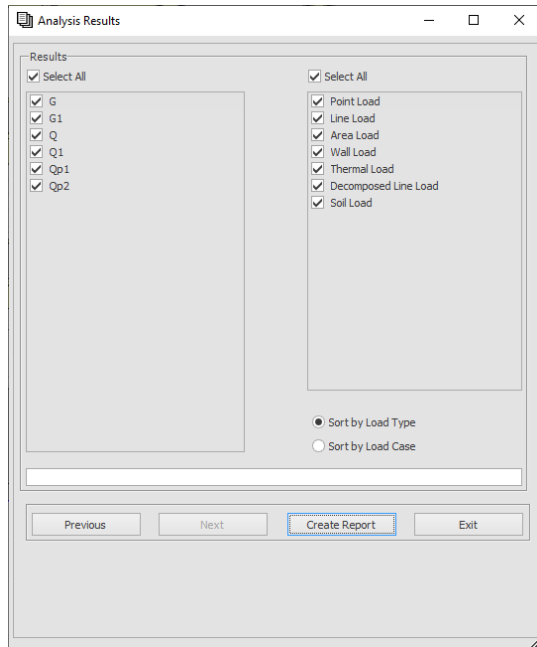 Analysis Results
Results
Select All
G
G1
Q
Q1
Qp1
Qp2
Select All
Point Load
Line Load
Area Load
Wall Load
Thermal Load
Decomposed Line Load
Soil Load
Sort by Load Type
Sort by Load Case
Previous Next Create Report Exit